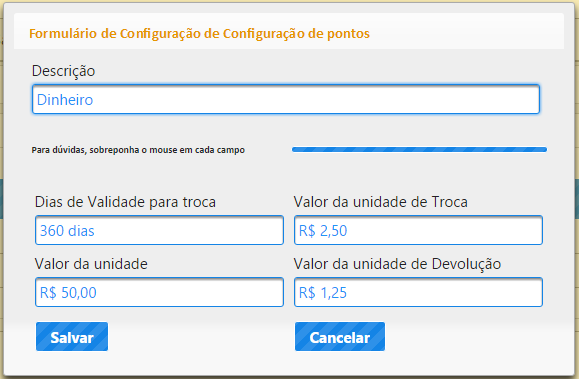 Formulário de Configuração de Configuração de pontos
Descrição
Dinheiro
Para dúvidas, sobreponha o mouse em cada campo
Dias de Validade para troca
Valor da unidade de Troca
360 dias
R$ 2,50
Valor da unidade
Valor da unidade de Devolução
R$ 50,00
R$ 1,25
Salvar
Cancelar